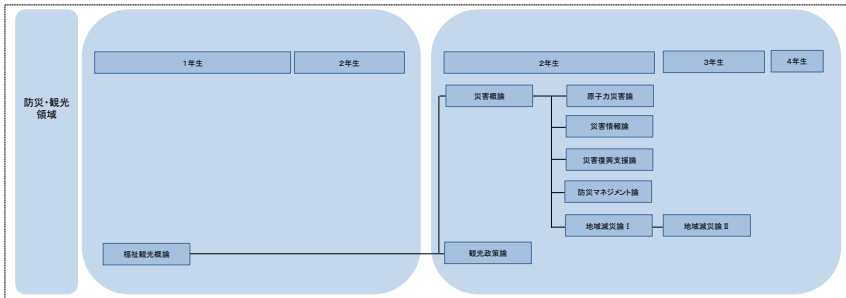 防災・観光
領域
1年生
2年生
2年生
3年生
4年生
災害概論
原子力災害論
災害情報論
災害復興支援論
防災マネジメント論
地域減災論Ⅰ
地域減災論Ⅱ
福祉観光概論
観光政策論